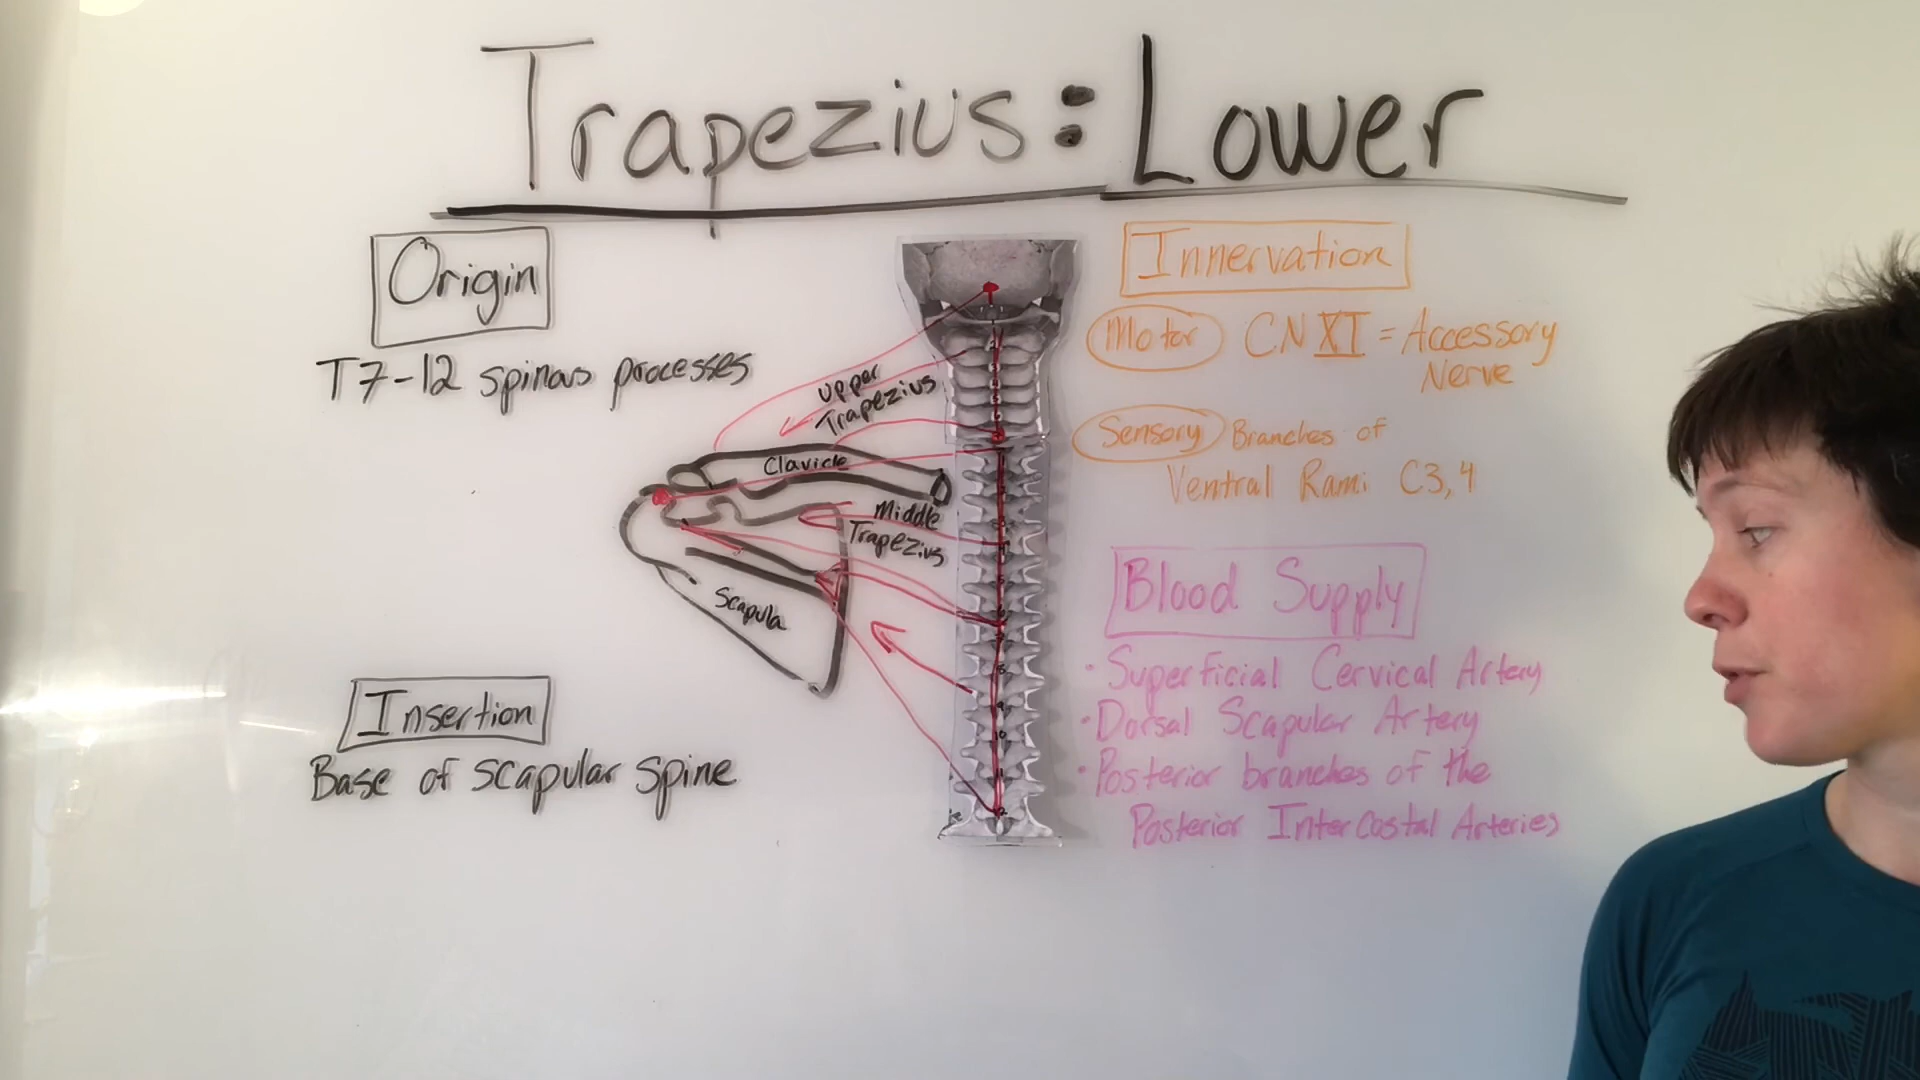 Trapezius: Lower
Origin
T7-12 spinous processes
Insertion
Base of scapular spine
Upper
Trapezius
Clavicle
Middle
Trapezius
Scapula
Innervation
Motor CN XI = Accessory
Nerve
Sensory Branches of
Ventral Rami C3,4
Blood Supply
• Superficial Cervical Artery
• Dorsal Scapular Artery
• Posterior branches of the
Posterior Intercostal Arteries